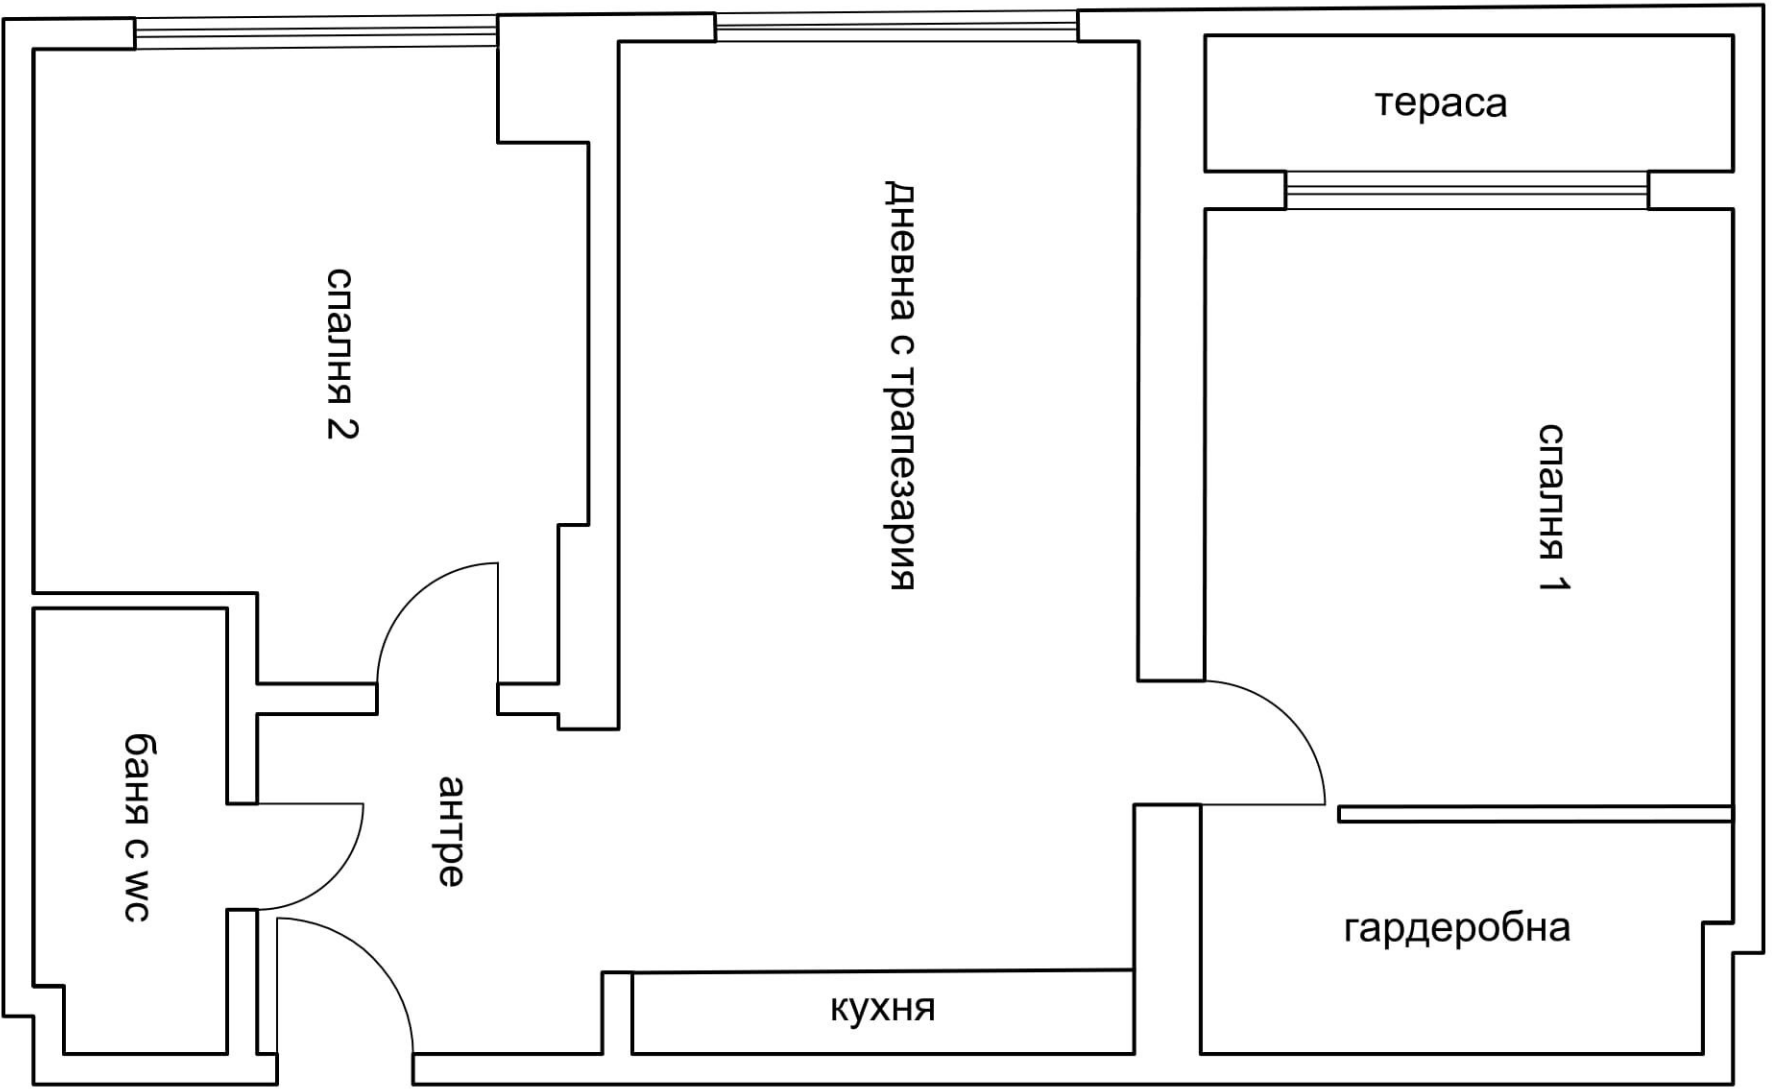 тераса
дневна с трапезария
спалня 2
спалня 1
баня с wc
антре
гардеробна
кухня